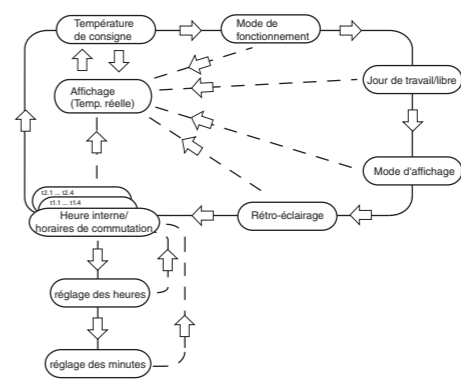 Température
de consigne
Mode de
fonctionnement
Affichage
(Temp. réelle)
Jour de travail/libre
Mode d'affichage
t2.1 ... t2.4
t1.1 ... t1.4
Heure interne/
horaires de commutation
Rétro-éclairage
réglage des heures
réglage des minutes